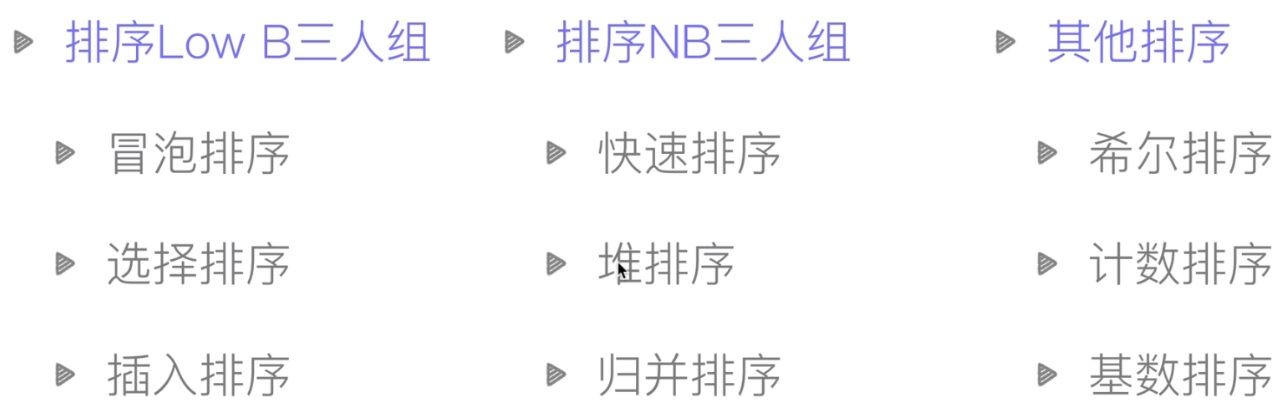 排序Low B三人组
冒泡排序
选择排序
插入排序
排序NB三人组
快速排序
堆排序
归并排序
其他排序
希尔排序
计数排序
基数排序